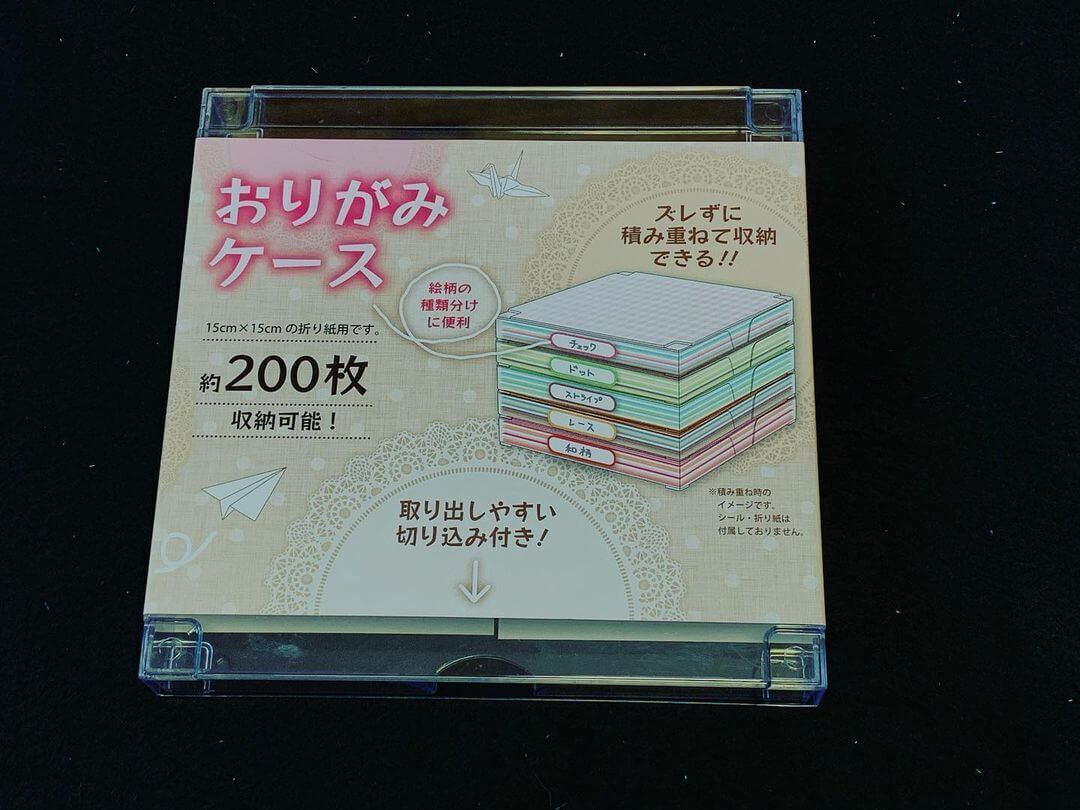 おりがみ
ケース
15cm×15cm の折り紙用です。
約200枚
収納可能！
絵柄の
種類分け
に便利
ズレずに
積み重ねて収納
できる!!
チェック
ドット
ストライプ
レース
和柄
※積み重ね時の
イメージです。
シール・折り紙は
付属しておりません。
取り出しやすい
切り込み付き！